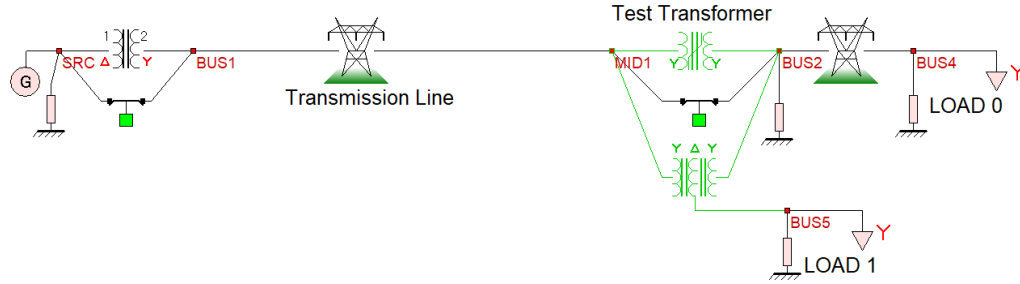 Test Transformer
1 2
SRC Δ Y BUS1
G
MID1
Y Y BUS2
BUS4
Y
Transmission Line
LOAD 0
Y Δ Y
BUS5
Y
LOAD 1